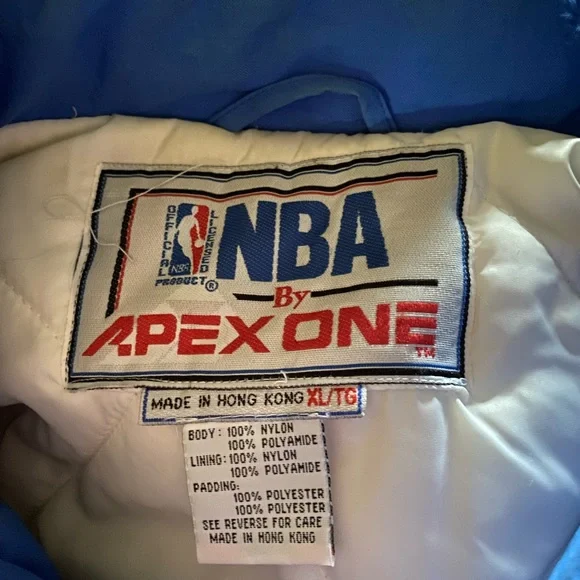 OFFICIAL LICENSED
NBA
PRODUCT ®
NBA
By
APEX ONE ™
MADE IN HONG KONG XL/TG
BODY: 100% NYLON
100% POLYAMIDE
LINING: 100% NYLON
100% POLYAMIDE
PADDING:
100% POLYESTER
100% POLYESTER
SEE REVERSE FOR CARE
MADE IN HONG KONG